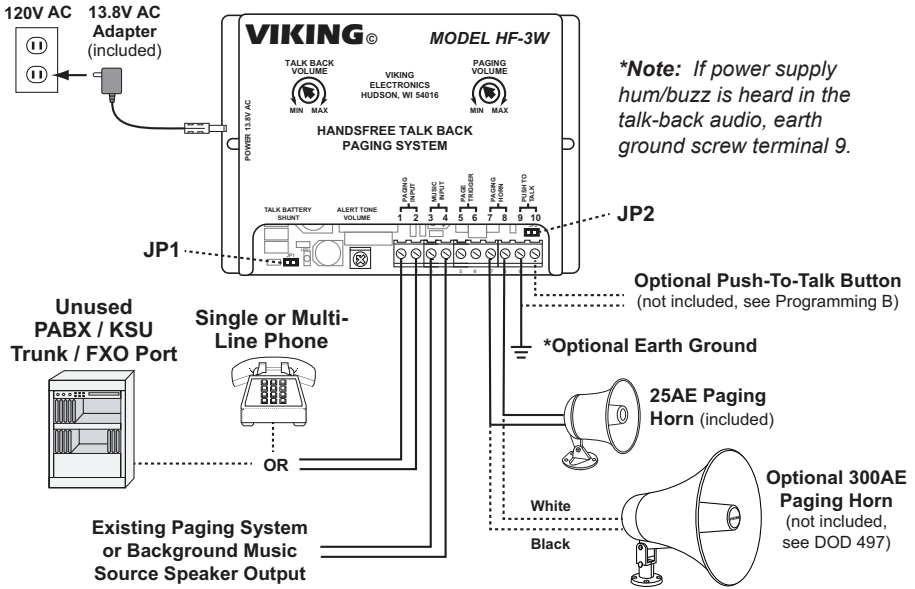 120V AC
13.8V AC
Adapter
(included)
VIKING©
MODEL HF-3W
TALK BACK
VOLUME
MIN MAX
VIKING
ELECTRONICS
HUDSON, WI 54016
PAGING
VOLUME
MIN MAX
POWER 13.8V AC
HANDSFREE TALK BACK
PAGING SYSTEM
*Note: If power supply
hum/buzz is heard in the
talk-back audio, earth
ground screw terminal 9.
TALK BATTERY
SHUNT
ALERT TONE
VOLUME
PAGING
INPUT
MUSIC
INPUT
PAGE
TRIGGER
PAGING
HORN
PUSH TO
TALK
1 2 3 4 5 6 7 8 9 10
JP1
JP2
JP1
5 6
Optional Push-To-Talk Button
(not included, see Programming B)
Unused
PABX / KSU
Trunk / FXO Port
Single or Multi-
Line Phone
*Optional Earth Ground
25AE Paging
Horn (included)
OR
Optional 300AE
Paging Horn
(not included,
see DOD 497)
White
Black
Existing Paging System
or Background Music
Source Speaker Output